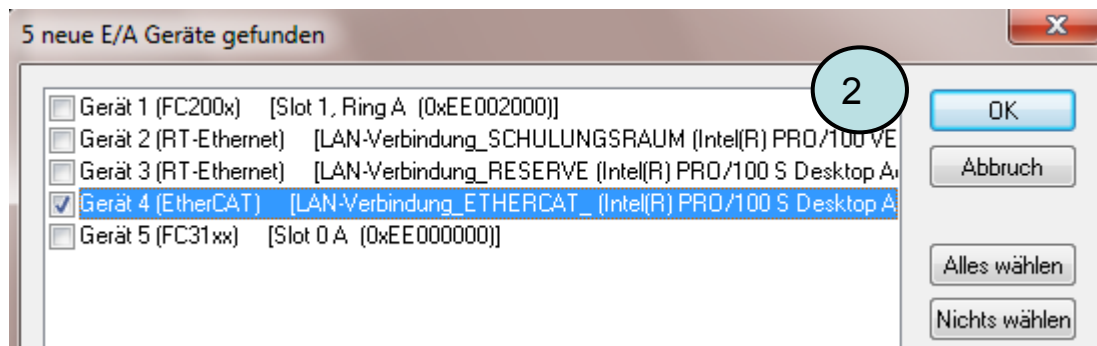 5 neue E/A Geräte gefunden
2
Gerät 1 (FC200x) [Slot 1, Ring A (0xEE002000)]
Gerät 2 (RT-Ethernet) [LAN-Verbindung_SCHULUNGSRAUM (Intel(R) PRO/100 VE
Gerät 3 (RT-Ethernet) [LAN-Verbindung_RESERVE (Intel(R) PRO/100 S Desktop
Gerät 4 (EtherCAT) [LAN-Verbindung_ETHERCAT_ (Intel(R) PRO/100 S Desktop A
Gerät 5 (FC31xx) [Slot 0 A (0xEE000000)]
OK
Abbruch
Alles wählen
Nichts wählen